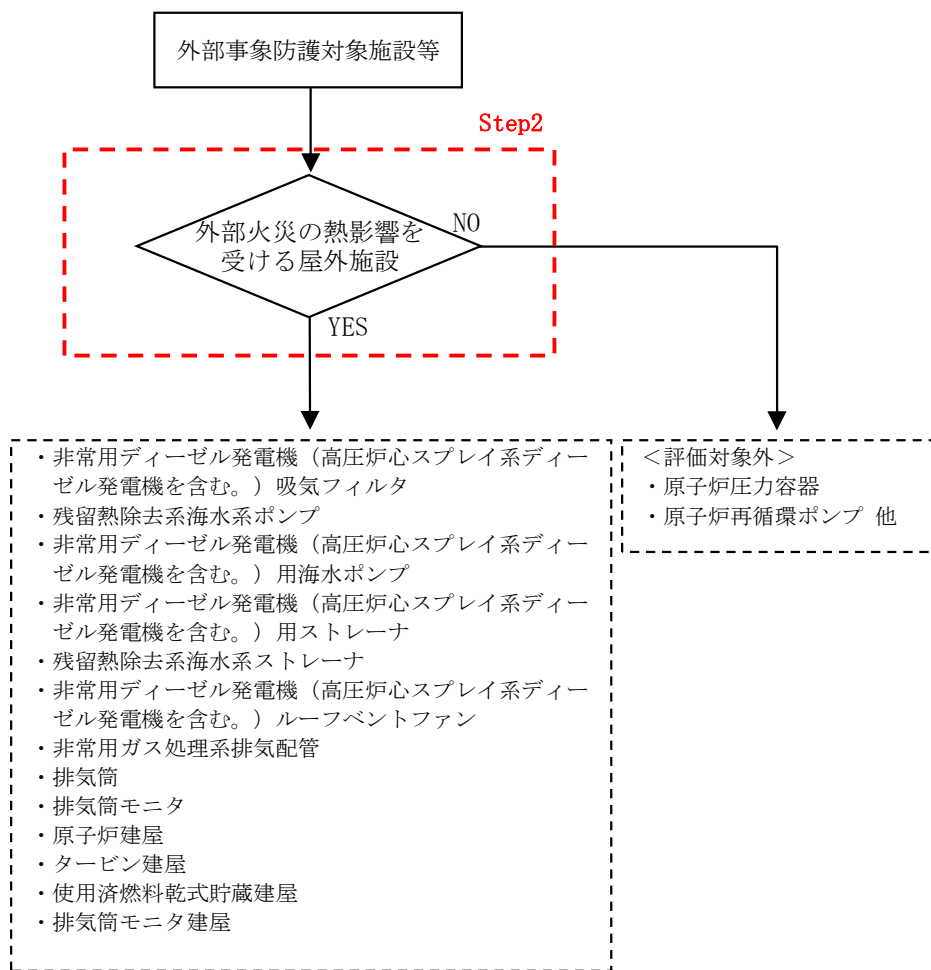 外部事象防護対象施設等
Step2
外部火災の熱影響を
受ける屋外施設
NO
YES
・非常用ディーゼル発電機（高圧炉心スプレイ系ディー
ゼル発電機を含む。）吸気フィルタ
・残留熱除去系海水系ポンプ
・非常用ディーゼル発電機（高圧炉心スプレイ系ディー
ゼル発電機を含む。）用海水ポンプ
・非常用ディーゼル発電機（高圧炉心スプレイ系ディー
ゼル発電機を含む。）用ストレーナ
・残留熱除去系海水系ストレーナ
・非常用ディーゼル発電機（高圧炉心スプレイ系ディー
ゼル発電機を含む。）ルーフベントファン
・非常用ガス処理系排気配管
・排気筒
・排気筒モニタ
・原子炉建屋
・タービン建屋
・使用済燃料乾式貯蔵建屋
・排気筒モニタ建屋
＜評価対象外＞
・原子炉圧力容器
・原子炉再循環ポンプ 他